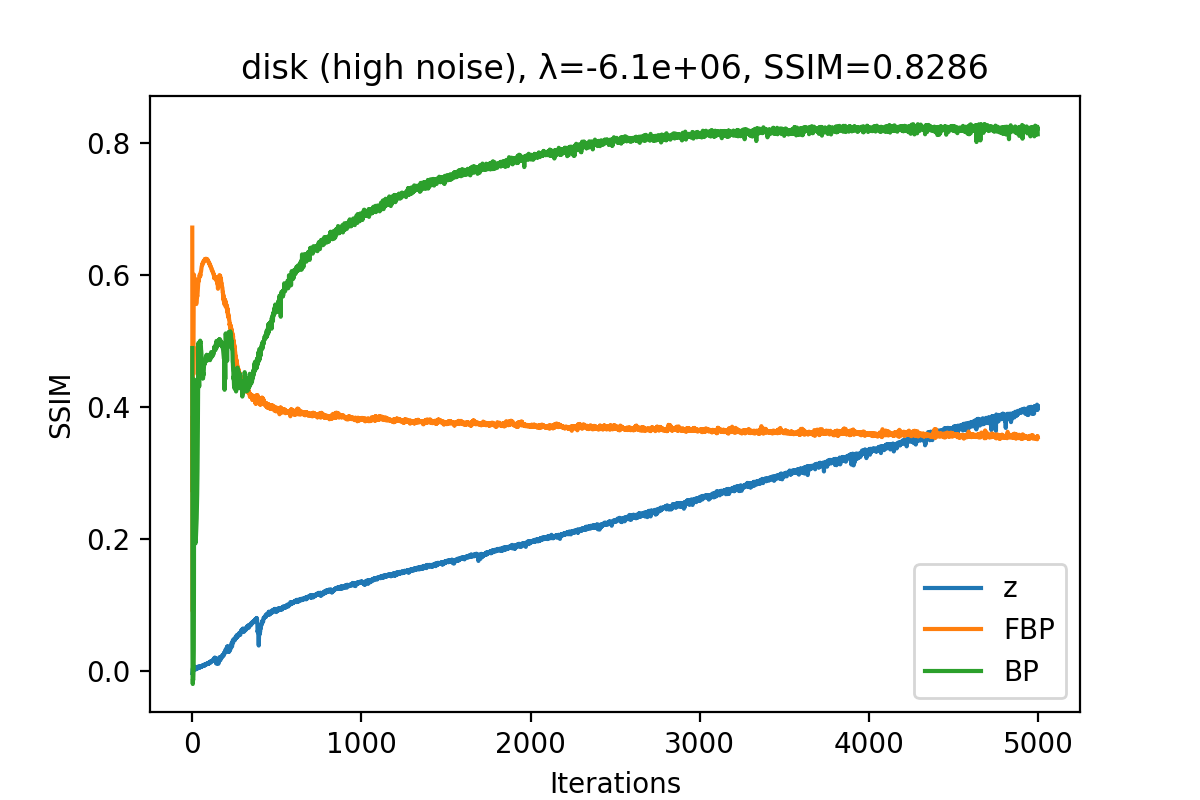 disk (high noise), λ=-6.1e+06, SSIM=0.8286
SSIM
0.8
0.6
0.4
0.2
0.0
z
FBP
BP
0 1000 2000 3000 4000 5000
Iterations